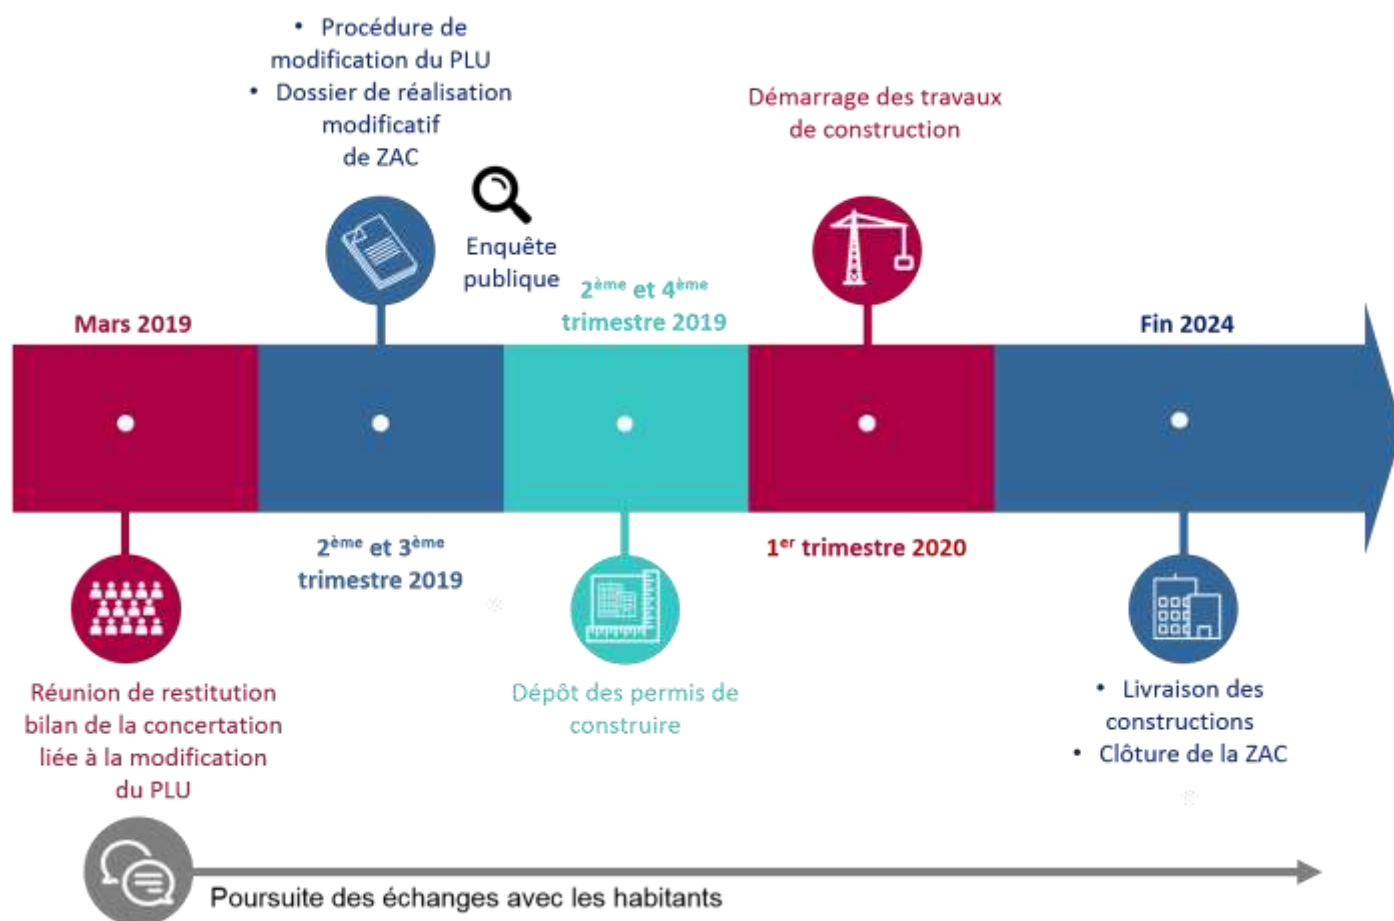 • Procédure de
modification du PLU
• Dossier de réalisation
modificatif
de ZAC
Enquête
publique
Démarrage des travaux
de construction
Mars 2019
2ème et 4ème
trimestre 2019
Fin 2024
2ème et 3ème
trimestre 2019
1er trimestre 2020
Réunion de restitution
bilan de la concertation
liée à la modification
du PLU
Dépôt des permis de
construire
• Livraison des
constructions
• Clôture de la ZAC
Poursuite des échanges avec les habitants